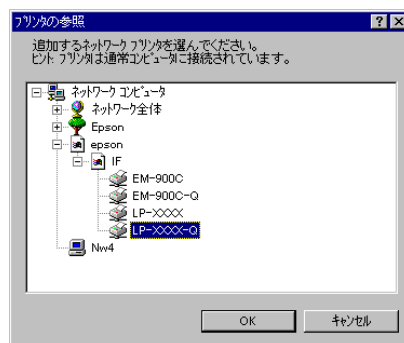 プリンタの参照
追加するネットワーク プリンタを選んでください。
ヒント: プリンタは通常コンピュータに接続されています。
ネットワーク コンピュータ
ネットワーク全体
Epson
epson
IF
EM-900C
EM-900C-Q
LP-XXXX
LP-XXXX-Q
Nw4
OK キャンセル